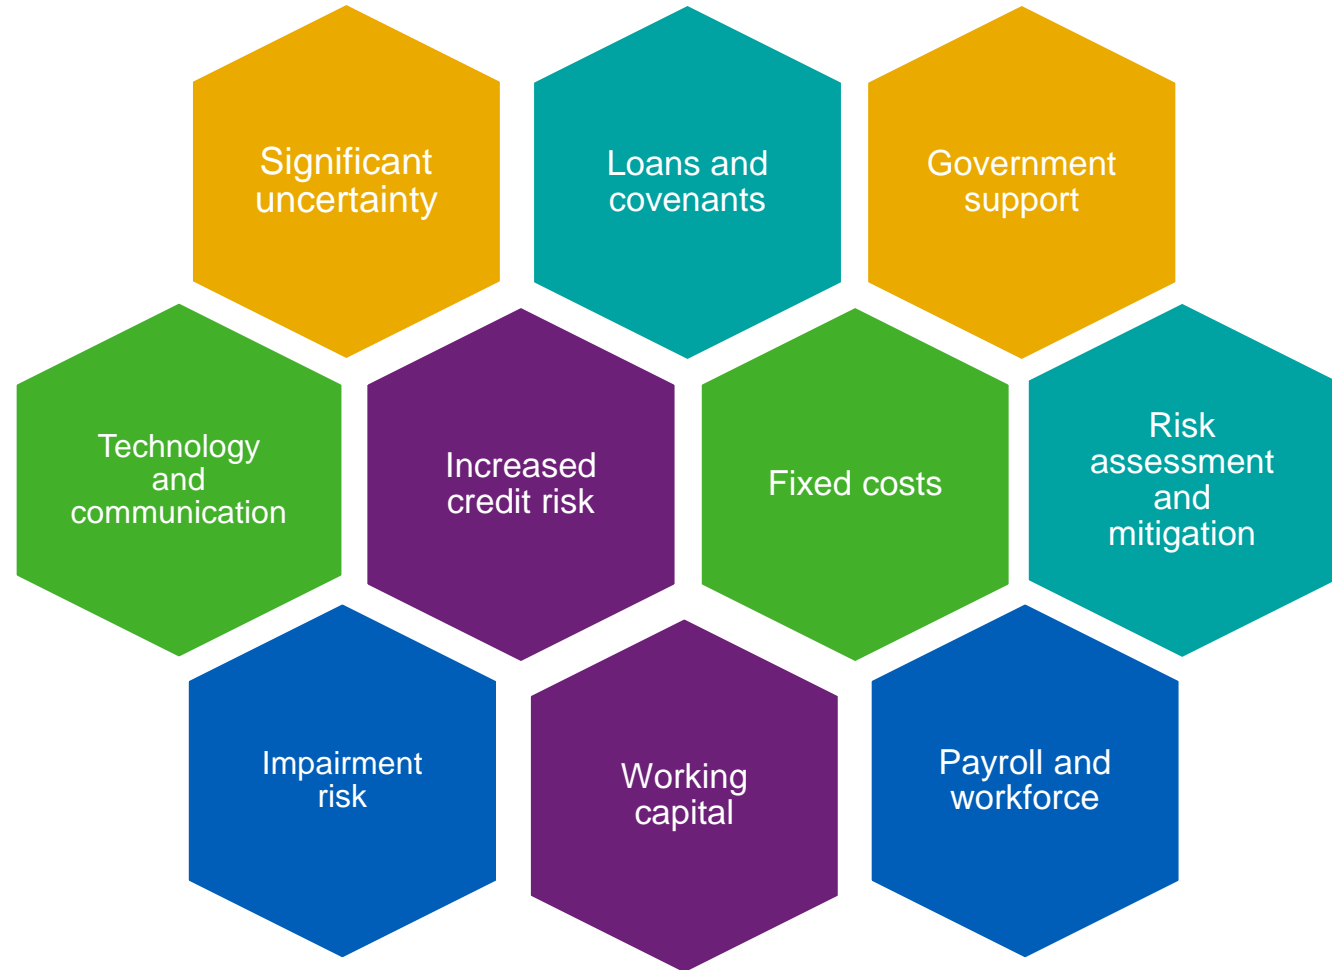 Significant
uncertainty
Loans and
covenants
Government
support
Technology
and
communication
Increased
credit risk
Fixed costs
Risk
assessment
and
mitigation
Impairment
risk
Working
capital
Payroll and
workforce